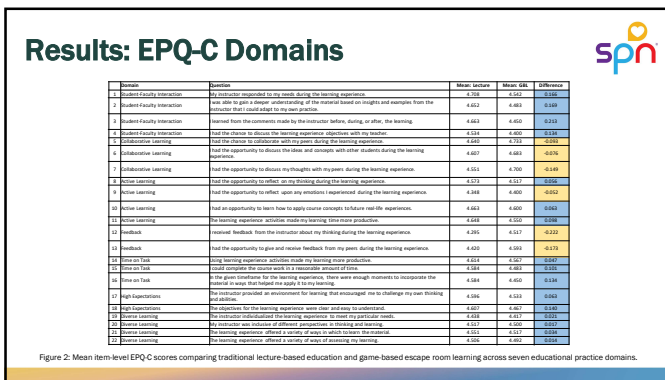 Results: EPQ-C Domains
spn
Domain Question Mean: Lecture Mean: GBL Difference
1 Student-Faculty Interaction My instructor responded to my needs during the learning experience. 4.708 4.542 0.166
2 Student-Faculty Interaction I was able to gain a deeper understanding of the material based on insights and examples from the
instructor that I could adapt to my own practice. 4.652 4.483 0.169
3 Student-Faculty Interaction I learned from the comments made by the instructor before, during, or after, the learning. 4.663 4.450 0.213
4 Student-Faculty Interaction I had the chance to discuss the learning experience objectives with my teacher. 4.534 4.400 0.134
5 Collaborative Learning I had the chance to collaborate with my peers during the learning experience. 4.640 4.733 -0.093
6 Collaborative Learning I had the opportunity to discuss the ideas and concepts with other students during the learning
experience. 4.607 4.683 -0.076
7 Collaborative Learning I had the opportunity to discuss my thoughts with my peers during the learning experience. 4.551 4.700 -0.149
8 Active Learning I had the opportunity to reflect on my thinking during the learning experience. 4.573 4.517 0.056
9 Active Learning I had the opportunity to reflect upon any emotions I experienced during the learning experience. 4.348 4.400 -0.052
10 Active Learning I had an opportunity to learn how to apply course concepts to future real-life experiences. 4.663 4.600 0.063
11 Active Learning The learning experience activities made my learning time more productive. 4.648 4.550 0.098
12 Feedback I received feedback from the instructor about my thinking during the learning experience. 4.295 4.517 -0.222
13 Feedback I had the opportunity to give and receive feedback from my peers during the learning experience. 4.420 4.593 -0.173
14 Time on Task Using learning experience activities made my learning more productive. 4.614 4.567 0.047
15 Time on Task I could complete the course work in a reasonable amount of time. 4.584 4.483 0.101
16 Time on Task In the given timeframe for the learning experience, there were enough moments to incorporate the
material in ways that helped me apply it to my learning. 4.584 4.450 0.134
17 High Expectations The instructor provided an environment for learning that encouraged me to challenge my own thinking
and abilities. 4.596 4.533 0.063
18 High Expectations The objectives for the learning experience were clear and easy to understand. 4.607 4.467 0.140
19 Diverse Learning The instructor individualized the learning experience to meet my particular needs. 4.438 4.417 0.021
20 Diverse Learning My instructor was inclusive of different perspectives in thinking and learning. 4.517 4.500 0.017
21 Diverse Learning The learning experience offered a variety of ways in which to learn the material. 4.551 4.517 0.034
22 Diverse Learning The learning experience offered a variety of ways of assessing my learning. 4.506 4.492 0.014
Figure 2: Mean item-level EPQ-C scores comparing traditional lecture-based education and game-based escape room learning across seven educational practice domains.